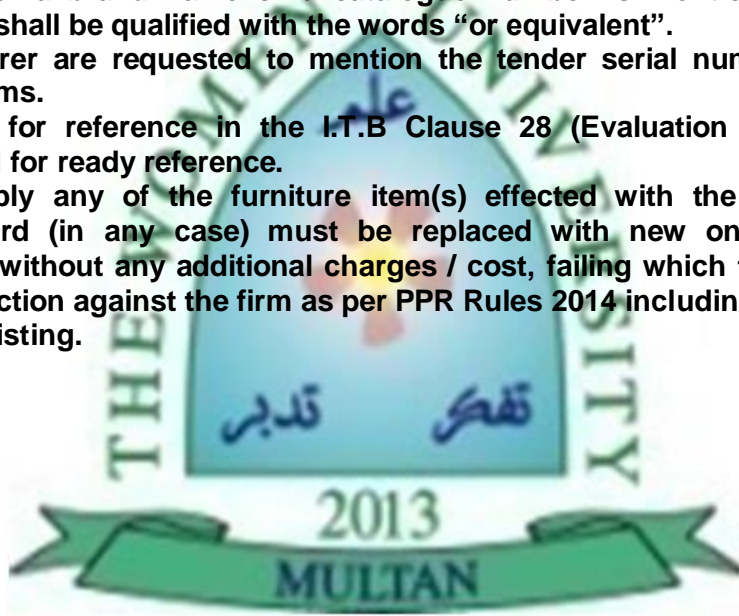 shall be qualified with the words “or equivalent”.
rer are requested to mention the tender serial num
ms.
for reference in the I.T.B Clause 28 (Evaluation
for ready reference.
ply any of the furniture item(s) effected with the
rd (in any case) must be replaced with new on
without any additional charges / cost, failing which
ction against the firm as per PPR Rules 2014 includin
isting.
THE WOMEN UNIVERSITY
علم
تفکر تدبر
2013
MULTAN